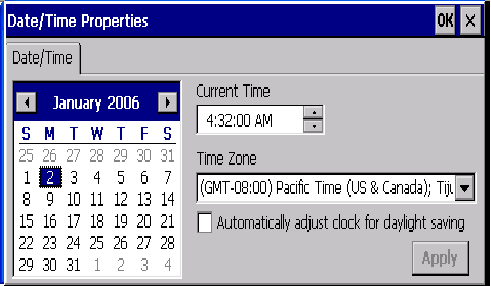 Date/Time Properties OK ×
Date/Time
January 2006
S M T W T F S
25 26 27 28 29 30 31
1 2 3 4 5 6 7
8 9 10 11 12 13 14
15 16 17 18 19 20 21
22 23 24 25 26 27 28
29 30 31 1 2 3 4
Current Time
4:32:00 AM
Time Zone
(GMT-08:00) Pacific Time (US & Canada); Tiju
Automatically adjust clock for daylight saving
Apply